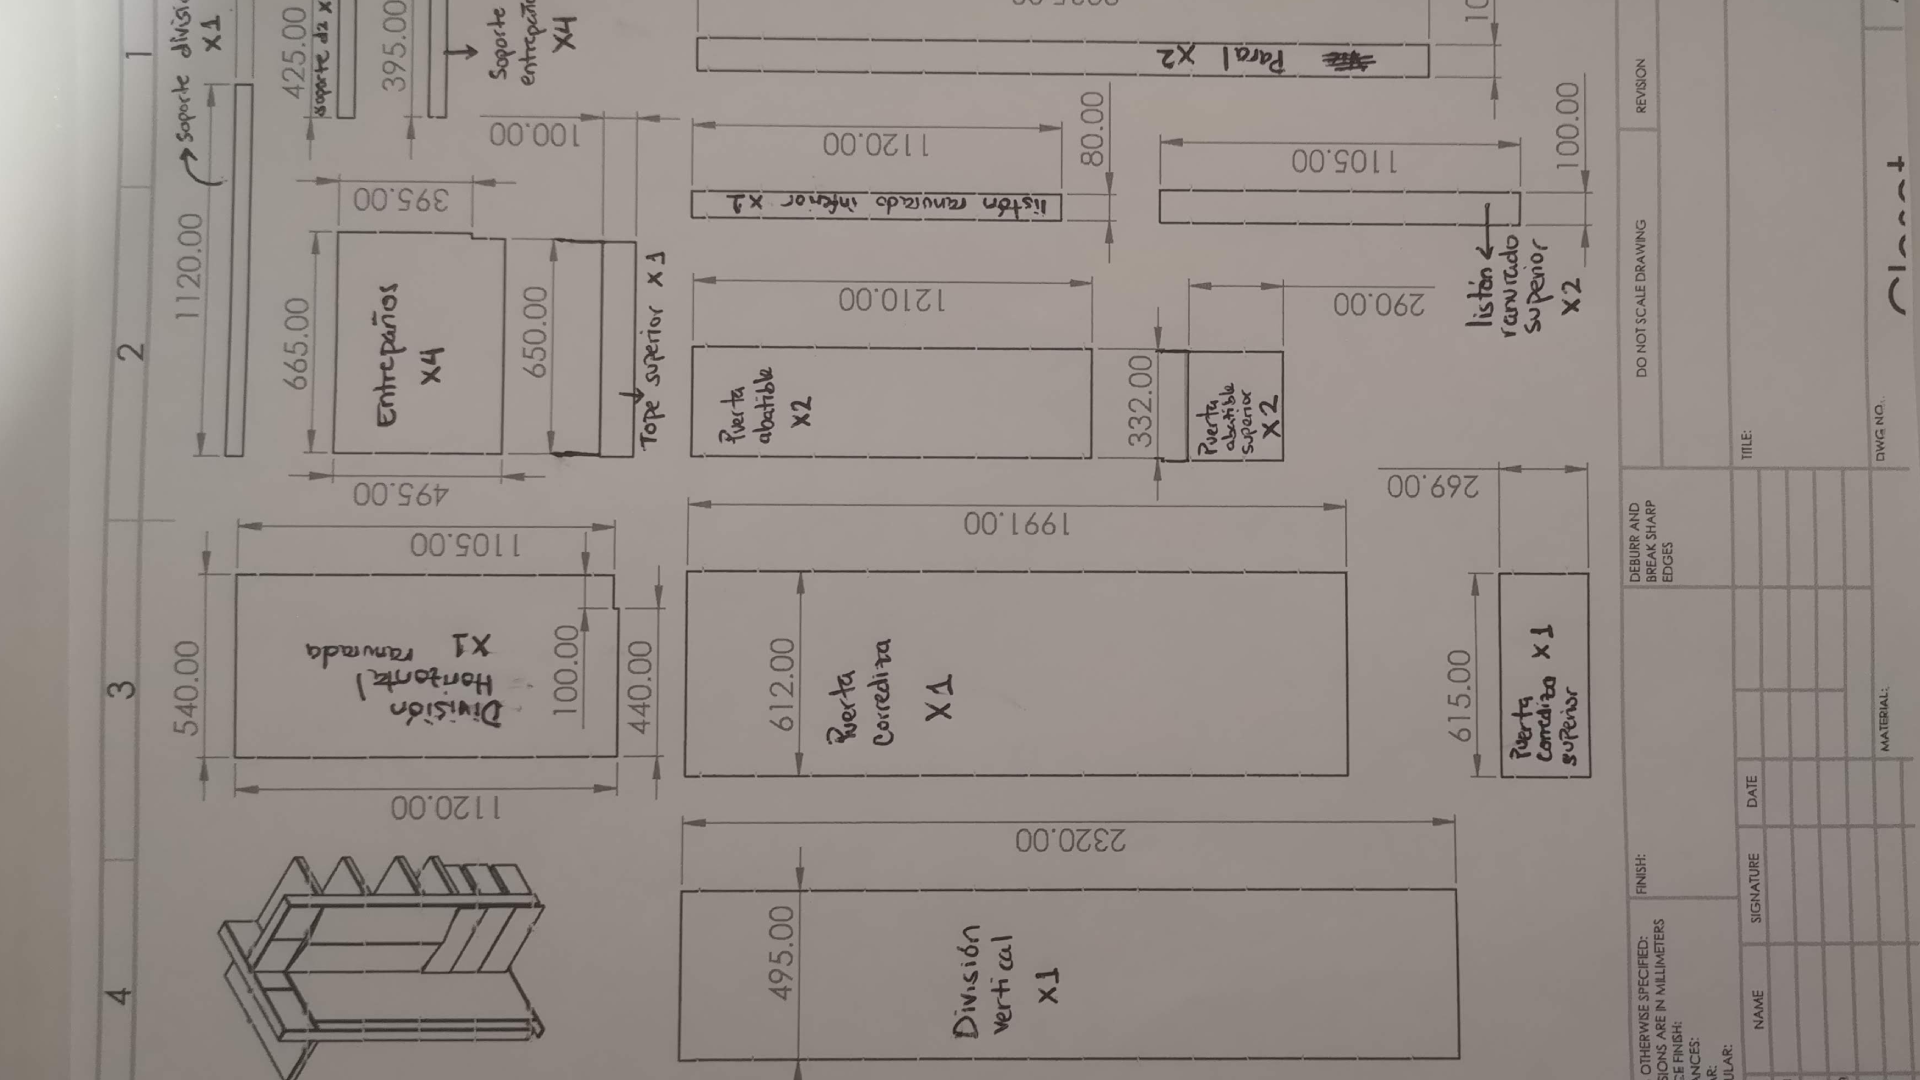 1
soporte divisi
X1
425.00
soporte d2 x
395.00
Soporte
entrepaño
X4
Paral X2
10
1120.00
665.00
395.00
495.00
Entrepaños
X4
100.00
650.00
Tope superior X1
1120.00
80.00
listón ranurado inferior X1
1105.00
100.00
listón
ranurado
superior
X2
2
1210.00
Puerta
abatible
X2
332.00
290.00
Puerta
abatible
superior
X2
3
540.00
1105.00
División
Horizontal
ranurada
X1
100.00
440.00
1120.00
1991.00
612.00
Puerta
Corrediza
X1
269.00
615.00
Puerta
corrediza X1
superior
4
2320.00
495.00
División
vertical
X1
REVISION
DO NOT SCALE DRAWING
TITLE:
DWG NO.
DEBURR AND
BREAK SHARP
EDGES
FINISH:
MATERIAL:
DATE
SIGNATURE
NAME
OTHERWISE SPECIFIED:
SIONS ARE IN MILLIMETERS
CE FINISH:
ANCES:
AR:
ULAR: